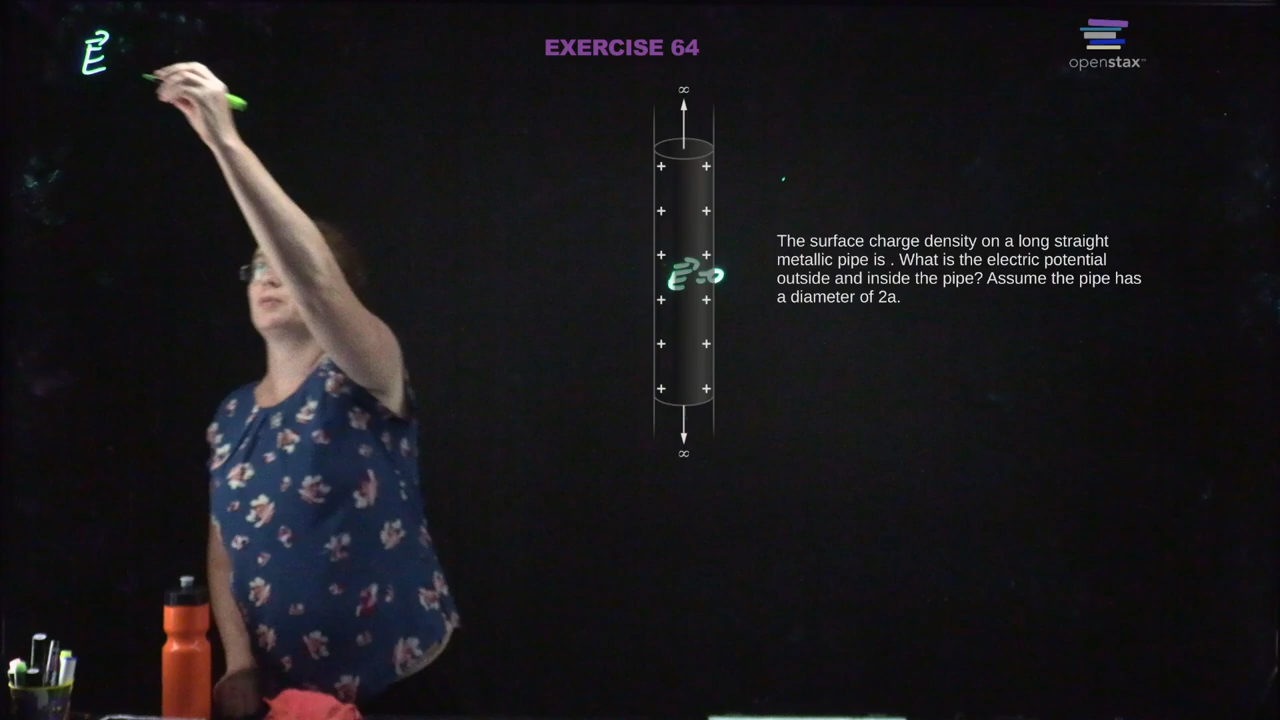 E⃗
EXERCISE 64
openstax™
∞
+ +
+ +
+ +
E⃗=0
+ +
+ +
+ +
∞
The surface charge density on a long straight
metallic pipe is . What is the electric potential
outside and inside the pipe? Assume the pipe has
a diameter of 2a.